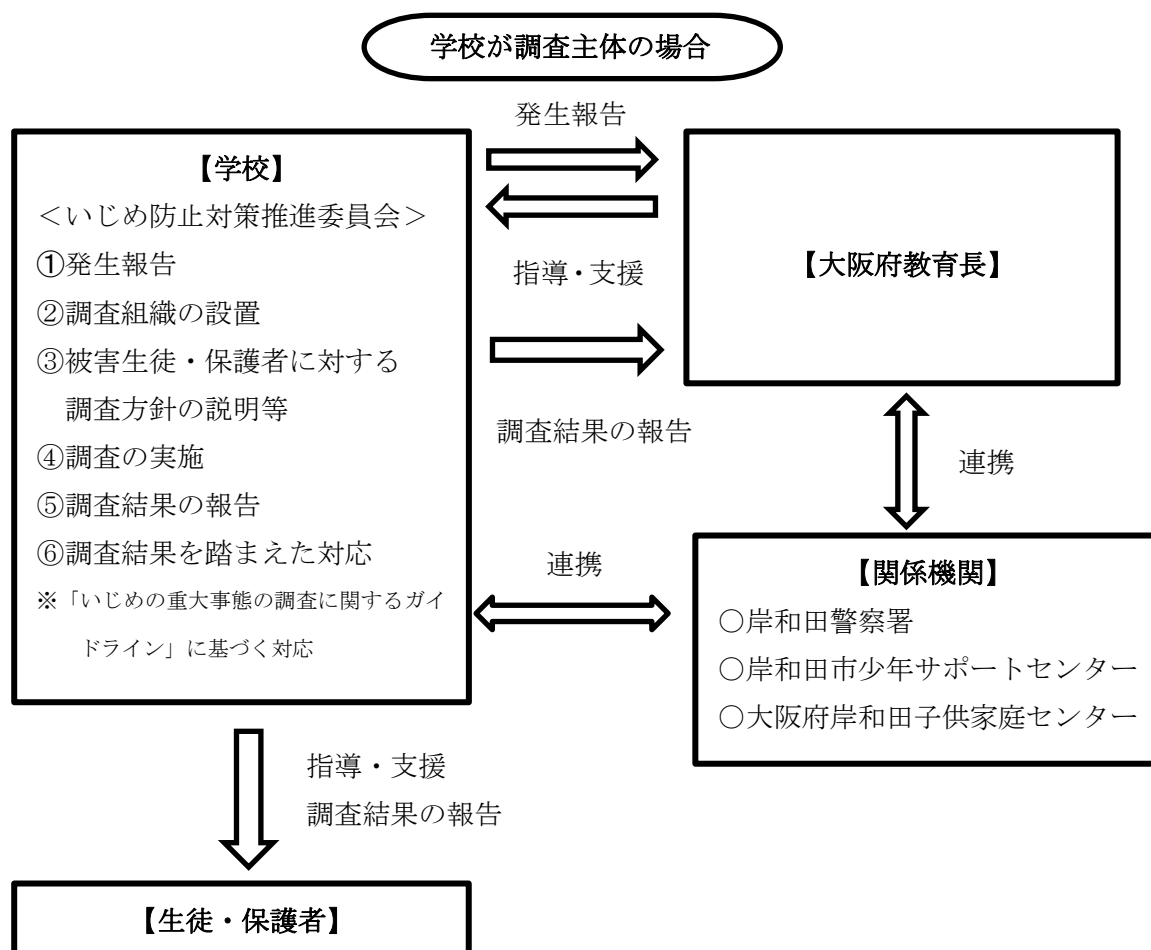 学校が調査主体の場合
発生報告
【学校】
<いじめ防止対策推進委員会>
①発生報告
②調査組織の設置
③被害生徒・保護者に対する
調査方針の説明等
④調査の実施
⑤調査結果の報告
⑥調査結果を踏まえた対応
※「いじめの重大事態の調査に関するガイ
ドライン」に基づく対応
指導・支援
調査結果の報告
【大阪府教育長】
連携
連携
【関係機関】
○岸和田警察署
○岸和田市少年サポートセンター
○大阪府岸和田子供家庭センター
指導・支援
調査結果の報告
【生徒・保護者】